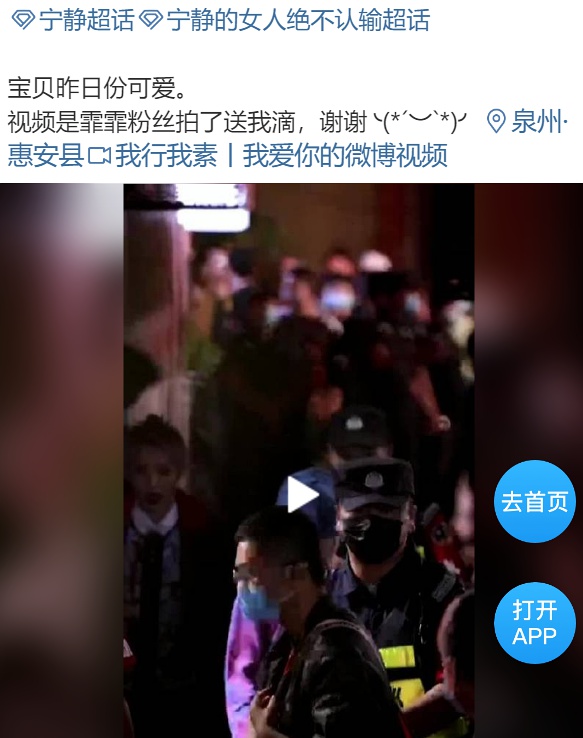 宁静超话 宁静的女人绝不认输超话
宝贝昨日份可爱。
视频是霏霏粉丝拍了送我滴，谢谢 ╰(*´︶`*)╯ 泉州·
惠安县 我行我素丨我爱你的微博视频
去首页
打开
APP